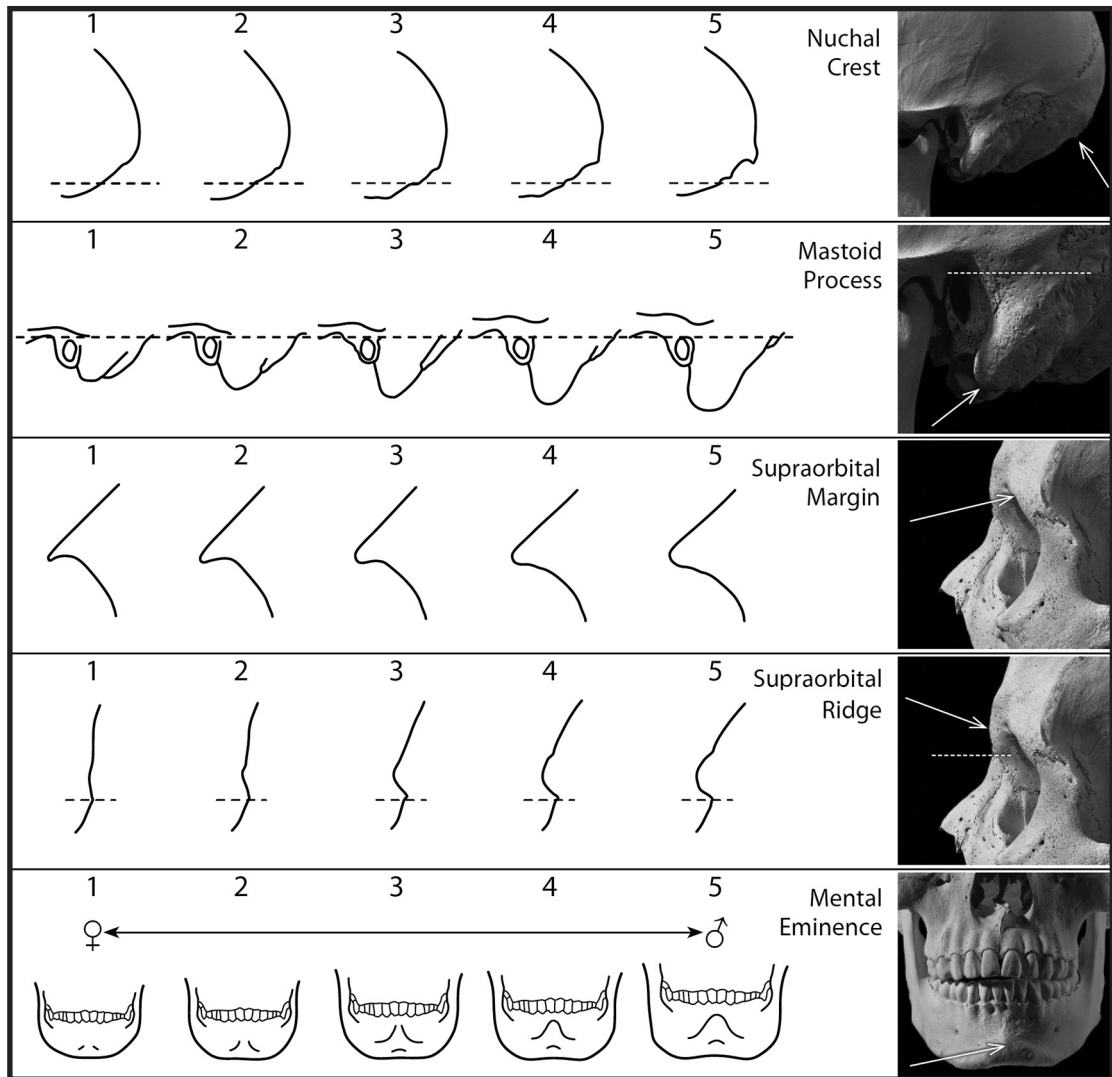 1 2 3 4 5
Nuchal
Crest
1 2 3 4 5
Mastoid
Process
1 2 3 4 5
Supraorbital
Margin
1 2 3 4 5
Supraorbital
Ridge
1 2 3 4 5
Mental
Eminence
♀ ♂